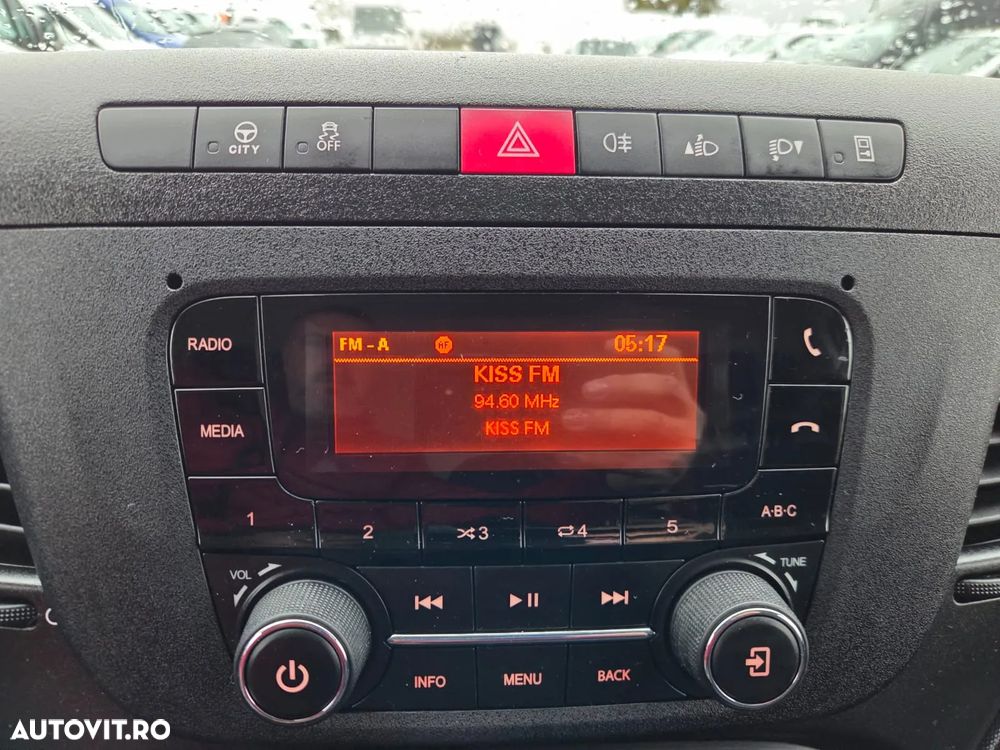 CITY OFF
RADIO
FM - A AF 05:17
KISS FM
94.60 MHz
KISS FM
MEDIA
1 2 3 4 5 A·B·C
VOL TUNE
INFO MENU BACK
AUTOVIT.RO